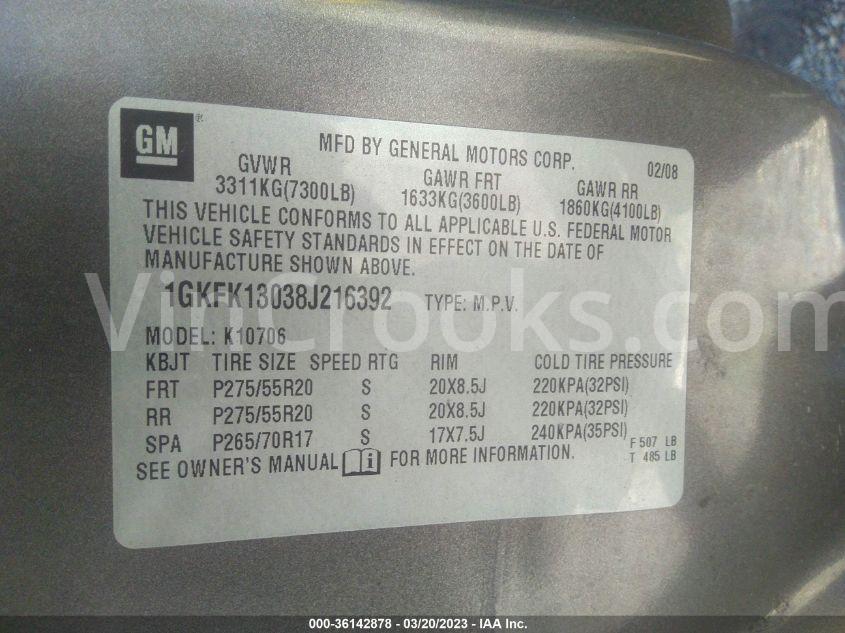 GM ®
MFD BY GENERAL MOTORS CORP. 02/08
GVWR GAWR FRT GAWR RR
3311KG(7300LB) 1633KG(3600LB) 1860KG(4100LB)
THIS VEHICLE CONFORMS TO ALL APPLICABLE U.S. FEDERAL MOTOR
VEHICLE SAFETY STANDARDS IN EFFECT ON THE DATE OF
MANUFACTURE SHOWN ABOVE.
1GKFK13038J216392 TYPE: M.P.V.
VinCrooks.com
MODEL: K10706
KBJT TIRE SIZE SPEED RTG RIM COLD TIRE PRESSURE
FRT P275/55R20 S 20X8.5J 220KPA(32PSI)
RR P275/55R20 S 20X8.5J 220KPA(32PSI)
SPA P265/70R17 S 17X7.5J 240KPA(35PSI) F 507 LB
T 485 LB
SEE OWNER'S MANUAL i FOR MORE INFORMATION.
000-36142878 - 03/20/2023 - IAA Inc.